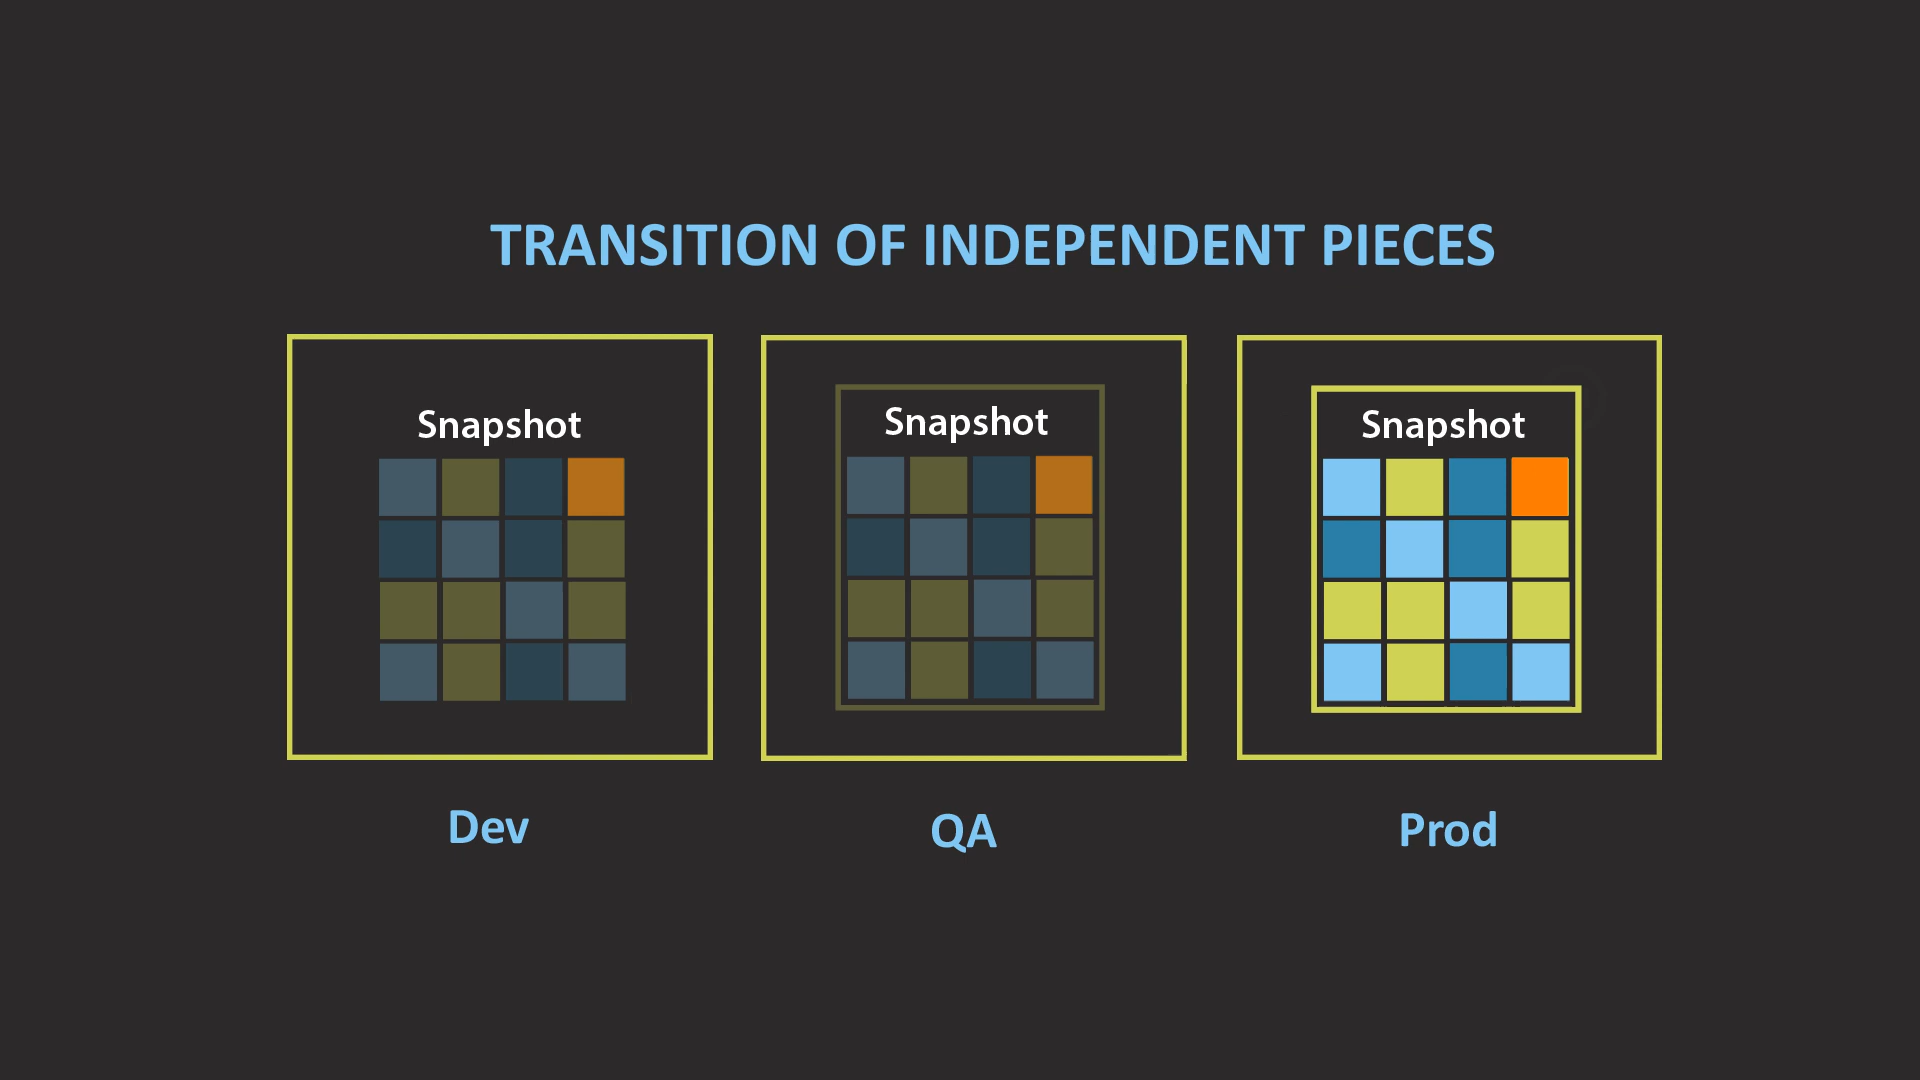 TRANSITION OF INDEPENDENT PIECES
Snapshot
Snapshot
Snapshot
Dev
QA
Prod